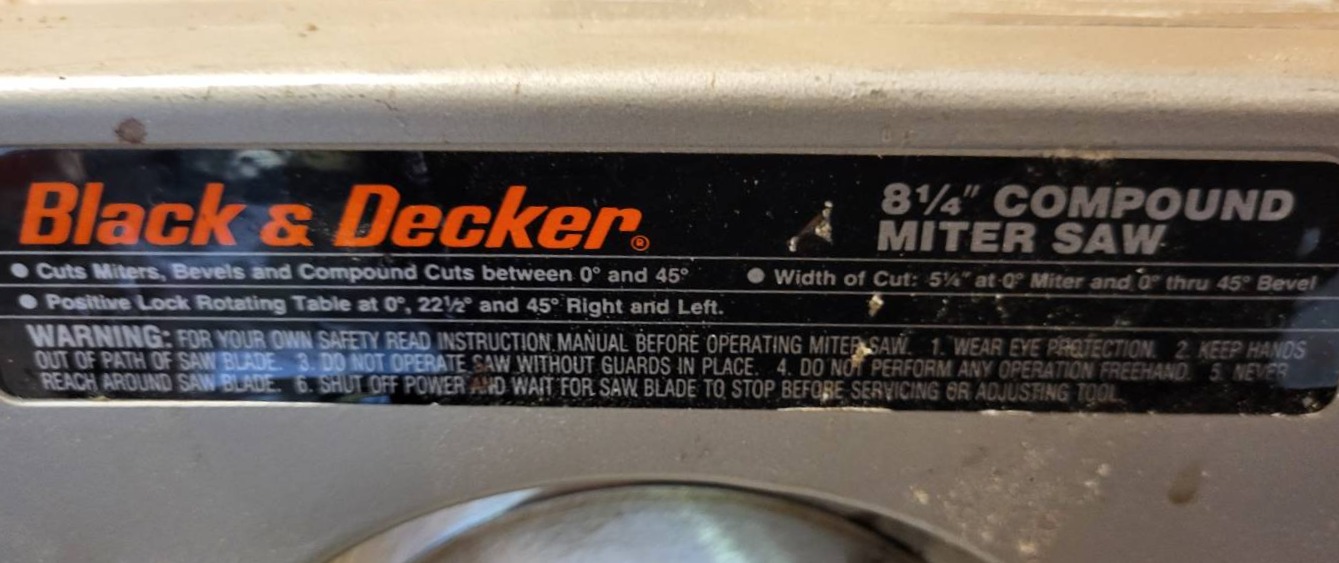 Black & Decker®
8¼" COMPOUND
MITER SAW
● Cuts Miters, Bevels and Compound Cuts between 0° and 45°
● Width of Cut: 5¼" at 0° Miter and 0° thru 45° Bevel
● Positive Lock Rotating Table at 0°, 22½° and 45° Right and Left.
WARNING: FOR YOUR OWN SAFETY READ INSTRUCTION MANUAL BEFORE OPERATING MITER SAW. 1. WEAR EYE PROTECTION. 2. KEEP HANDS
OUT OF PATH OF SAW BLADE. 3. DO NOT OPERATE SAW WITHOUT GUARDS IN PLACE. 4. DO NOT PERFORM ANY OPERATION FREEHAND. 5. NEVER
REACH AROUND SAW BLADE. 6. SHUT OFF POWER AND WAIT FOR SAW BLADE TO STOP BEFORE SERVICING OR ADJUSTING TOOL.